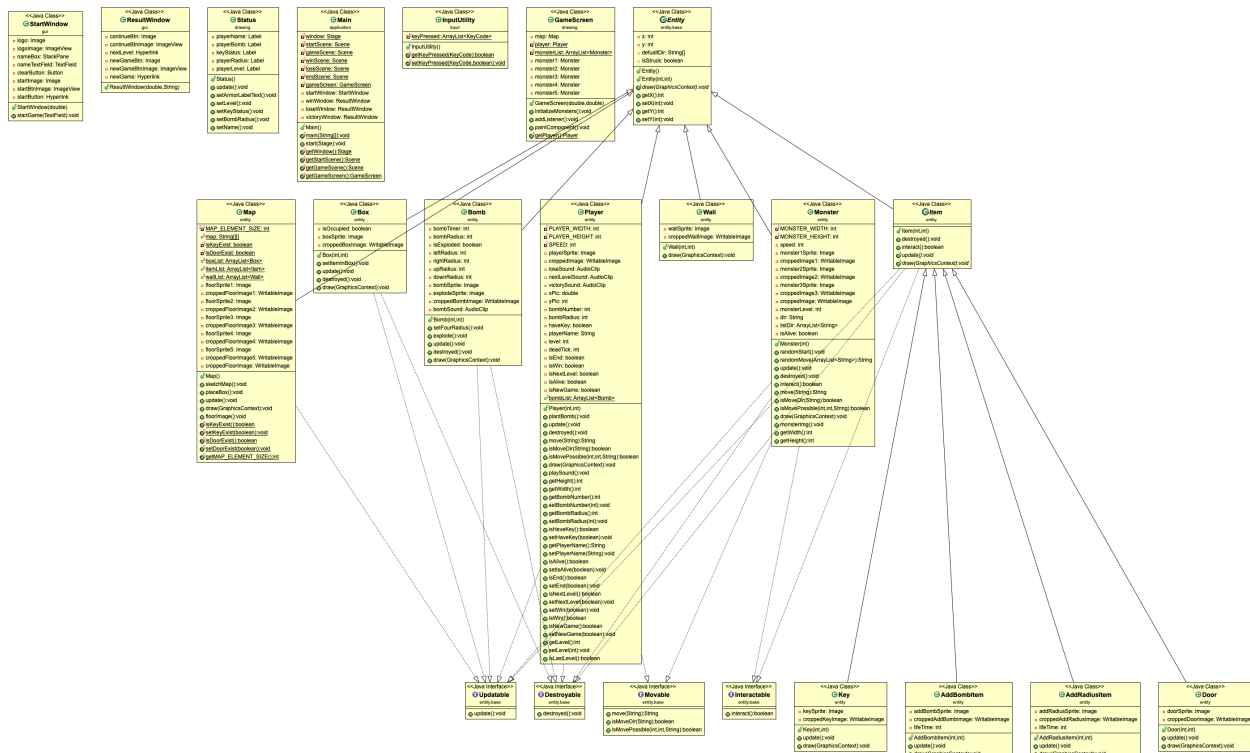 <<Java Class>>
StartWindow
gui
logo: Image
logoImage: ImageView
nameBox: StackPane
nameTextField: TextField
clearButton: Button
startImage: Image
startBtnImage: ImageView
startButton: Hyperlink
StartWindow(double)
startGame(TextField):void
<<Java Class>>
ResultWindow
gui
continueBtn: Image
continueBtnImage: ImageView
nextLevel: Hyperlink
newGameBtn: Image
newGameBtnImage: ImageView
newGame: Hyperlink
ResultWindow(double,String)
<<Java Class>>
Status
drawing
playerName: Label
playerBomb: Label
keyStatus: Label
playerRadius: Label
playerLevel: Label
Status()
update():void
setArmorLabelText():void
setLevel():void
setKeyStatus():void
setBombRadius():void
setName():void
<<Java Class>>
Main
application
window: Stage
startScene: Scene
gameScene: Scene
winScene: Scene
loseScene: Scene
endScene: Scene
gameScreen: GameScreen
startWindow: StartWindow
winWindow: ResultWindow
loseWindow: ResultWindow
victoryWindow: ResultWindow
Main()
main(String[]):void
start(Stage):void
getWindow():Stage
getStartScene():Scene
getGameScene():Scene
getGameScreen():GameScreen
<<Java Class>>
InputUtility
input
keyPressed: ArrayList<KeyCode>
InputUtility()
getKeyPressed(KeyCode):boolean
setKeyPressed(KeyCode,boolean):void
<<Java Class>>
GameScreen
drawing
map: Map
player: Player
monsterList: ArrayList<Monster>
monster1: Monster
monster2: Monster
monster3: Monster
monster4: Monster
monster5: Monster
GameScreen(double,double)
initializeMonsters():void
addListener():void
paintComponent():void
getPlayer():Player
<<Java Class>>
Entity
entity.base
x: int
y: int
defualtDir: String[]
isStruck: boolean
Entity()
Entity(int,int)
draw(GraphicsContext):void
getX():int
setX(int):void
getY():int
setY(int):void
<<Java Class>>
Map
entity
MAP_ELEMENT_SIZE: int
map: String[][]
isKeyExist: boolean
isDoorExist: boolean
boxList: ArrayList<Box>
itemList: ArrayList<Item>
wallList: ArrayList<Wall>
floorSprite1: Image
croppedFloorImage1: WritableImage
floorSprite2: Image
croppedFloorImage2: WritableImage
floorSprite3: Image
croppedFloorImage3: WritableImage
floorSprite4: Image
croppedFloorImage4: WritableImage
floorSprite5: Image
croppedFloorImage5: WritableImage
croppedFloorImage: WritableImage
Map()
sketchMap():void
placeBox():void
update():void
draw(GraphicsContext):void
floorImage():void
isKeyExist():boolean
setKeyExist(boolean):void
isDoorExist():boolean
setDoorExist(boolean):void
getMAP_ELEMENT_SIZE():int
<<Java Class>>
Box
entity
isOccupied: boolean
boxSprite: Image
croppedBoxImage: WritableImage
Box(int,int)
setItemInBox():void
update():void
destroyed():void
draw(GraphicsContext):void
<<Java Class>>
Bomb
entity
bombTimer: int
bombRadius: int
isExploded: boolean
leftRadius: int
rightRadius: int
upRadius: int
downRadius: int
bombSprite: Image
explodeSprite: Image
croppedBombImage: WritableImage
bombSound: AudioClip
Bomb(int,int)
setFourRadius():void
explode():void
update():void
destroyed():void
draw(GraphicsContext):void
<<Java Class>>
Player
entity
PLAYER_WIDTH: int
PLAYER_HEIGHT: int
SPEED: int
playerSprite: Image
croppedImage: WritableImage
loseSound: AudioClip
nextLevelSound: AudioClip
victorySound: AudioClip
xPic: double
yPic: int
bombNumber: int
bombRadius: int
haveKey: boolean
playerName: String
level: int
deadTick: int
isEnd: boolean
isWin: boolean
isNextLevel: boolean
isAlive: boolean
isNewGame: boolean
bombList: ArrayList<Bomb>
Player(int,int)
plantBomb():void
update():void
destroyed():void
move(String):String
isMoveDir(String):boolean
isMovePossible(int,int,String):boolean
draw(GraphicsContext):void
playSound():void
getHeight():int
getWidth():int
getBombNumber():int
setBombNumber(int):void
getBombRadius():int
setBombRadius(int):void
isHaveKey():boolean
setHaveKey(boolean):void
getPlayerName():String
setPlayerName(String):void
isAlive():boolean
setIsAlive(boolean):void
isEnd():boolean
setEnd(boolean):void
isNextLevel():boolean
setNextLevel(boolean):void
setWin(boolean):void
isWin():boolean
isNewGame():boolean
setNewGame(boolean):void
getLevel():int
setLevel(int):void
isLastLevel():boolean
<<Java Class>>
Wall
entity
wallSprite: Image
croppedWallImage: WritableImage
Wall(int,int)
draw(GraphicsContext):void
<<Java Class>>
Monster
entity
MONSTER_WIDTH: int
MONSTER_HEIGHT: int
speed: int
monster1Sprite: Image
croppedImage1: WritableImage
monster2Sprite: Image
croppedImage2: WritableImage
monster3Sprite: Image
croppedImage3: WritableImage
croppedImage: WritableImage
monsterLevel: int
dir: String
listDir: ArrayList<String>
isAlive: boolean
Monster(int)
randomStart():void
randomMove(ArrayList<String>):String
update():void
destroyed():void
interact():boolean
move(String):String
isMoveDir(String):boolean
isMovePossible(int,int,String):boolean
draw(GraphicsContext):void
monsterImg():void
getWidth():int
getHeight():int
<<Java Class>>
Item
entity
Item(int,int)
destroyed():void
interact():boolean
update():void
draw(GraphicsContext):void
<<Java Interface>>
Updatable
entity.base
update():void
<<Java Interface>>
Destroyable
entity.base
destroyed():void
<<Java Interface>>
Movable
entity.base
move(String):String
isMoveDir(String):boolean
isMovePossible(int,int,String):boolean
<<Java Interface>>
Interactable
entity.base
interact():boolean
<<Java Class>>
Key
entity
keySprite: Image
croppedKeyImage: WritableImage
Key(int,int)
update():void
draw(GraphicsContext):void
<<Java Class>>
AddBombItem
entity
addBombSprite: Image
croppedAddBombImage: WritableImage
lifeTime: int
AddBombItem(int,int)
update():void
<<Java Class>>
AddRadiusItem
entity
addRadiusSprite: Image
croppedAddRadiusImage: WritableImage
lifeTime: int
AddRadiusItem(int,int)
update():void
<<Java Class>>
Door
entity
doorSprite: Image
croppedDoorImage: WritableImage
Door(int,int)
update():void
draw(GraphicsContext):void